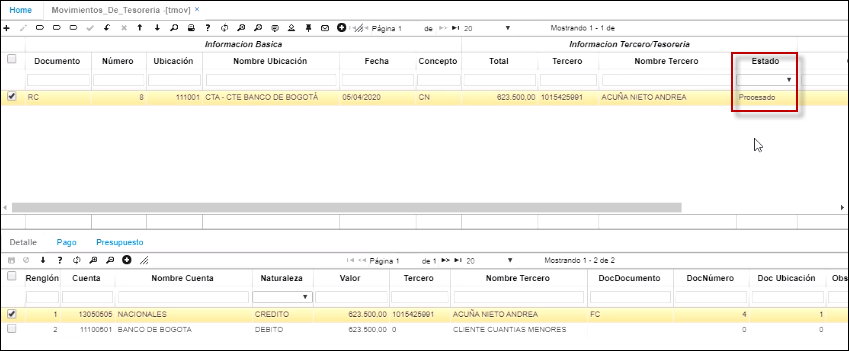 Home Movimientos_De_Tesoreria -[tmov] ×
Página 1 de 20 Mostrando 1 - 1 de
Informacion Basica Informacion Tercero/Tesoreria
Documento Número Ubicación Nombre Ubicación Fecha Concepto Total Tercero Nombre Tercero Estado
RC 8 111001 CTA - CTE BANCO DE BOGOTÁ 05/04/2020 CN 623.500,00 1015425991 ACUÑA NIETO ANDREA Procesado
Detalle Pago Presupuesto
Página 1 de 1 20 Mostrando 1 - 2 de 2
Renglón Cuenta Nombre Cuenta Naturaleza Valor Tercero Nombre Tercero DocDocumento DocNúmero Doc Ubicación Obs
1 13050505 NACIONALES CREDITO 623.500,00 1015425991 ACUÑA NIETO ANDREA FC 4 1
2 11100501 BANCO DE BOGOTA DEBITO 623.500,00 0 CLIENTE CUANTIAS MENORES 0 0